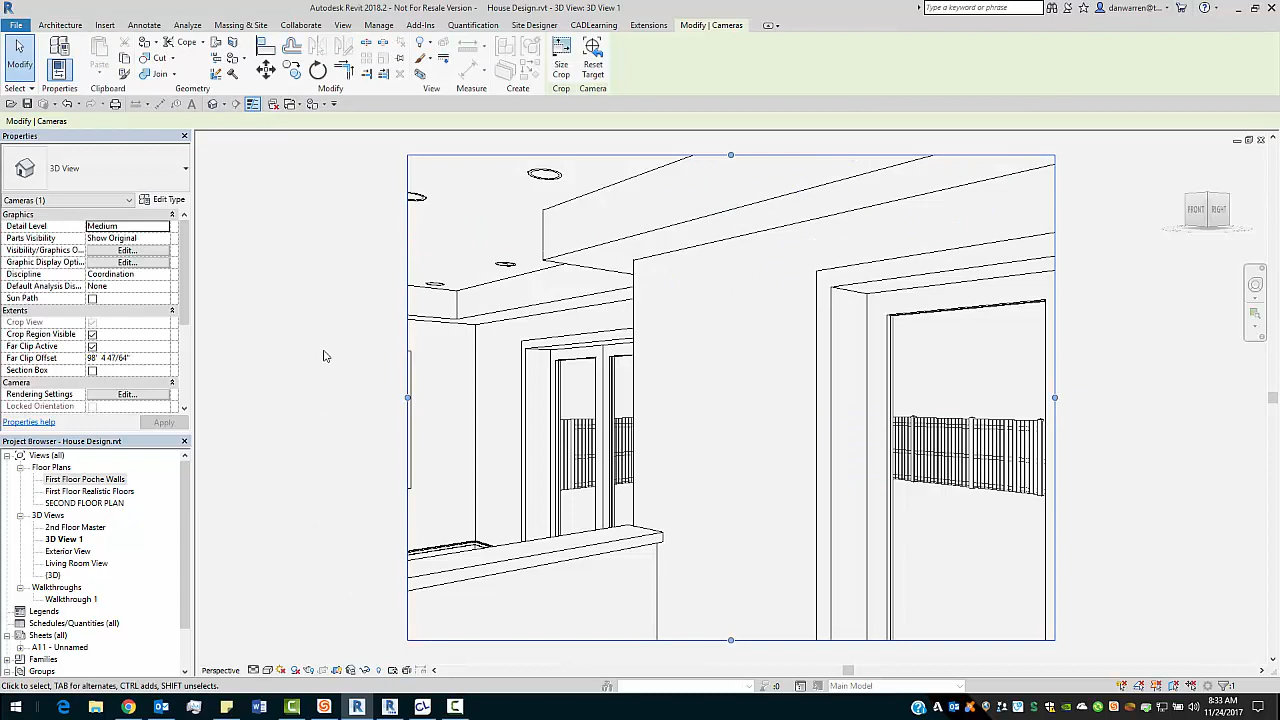 Autodesk Revit 2018.2 - Not For Resale Version - House Design.rvt - 3D View: 3D View 1
Type a keyword or phrase
danwarren@t...
File Architecture Structure Steel Systems Insert Annotate Analyze Massing & Site Collaborate View Manage Add-Ins Quantification Site Designer CADLearning Extensions Modify | Cameras
Modify
Paste
Cope
Cut
Join
Size Crop
Reset Target
Select Properties Clipboard Geometry Modify View Measure Create Crop Camera
Modify | Cameras
Properties
3D View
Cameras (1)
Edit Type
Graphics
Detail Level Medium
Parts Visibility Show Original
Visibility/Graphics O... Edit...
Graphic Display Opti... Edit...
Discipline Coordination
Default Analysis Dis... None
Sun Path
Extents
Crop View
Crop Region Visible
Far Clip Active
Far Clip Offset 98' 4 47/64"
Section Box
Camera
Rendering Settings Edit...
Locked Orientation
Properties help
Apply
Project Browser - House Design.rvt
Views (all)
Floor Plans
First Floor Poche Walls
First Floor Realistic Floors
SECOND FLOOR PLAN
3D Views
2nd Floor Master
3D View 1
Exterior View
Living Room View
{3D}
Walkthroughs
Walkthrough 1
Legends
Schedules/Quantities (all)
Sheets (all)
A11 - Unnamed
Families
Groups
FRONT RIGHT
Perspective
Click to select, TAB for alternates, CTRL adds, SHIFT unselects.
:0
Main Model
:1
8:33 AM
11/24/2017